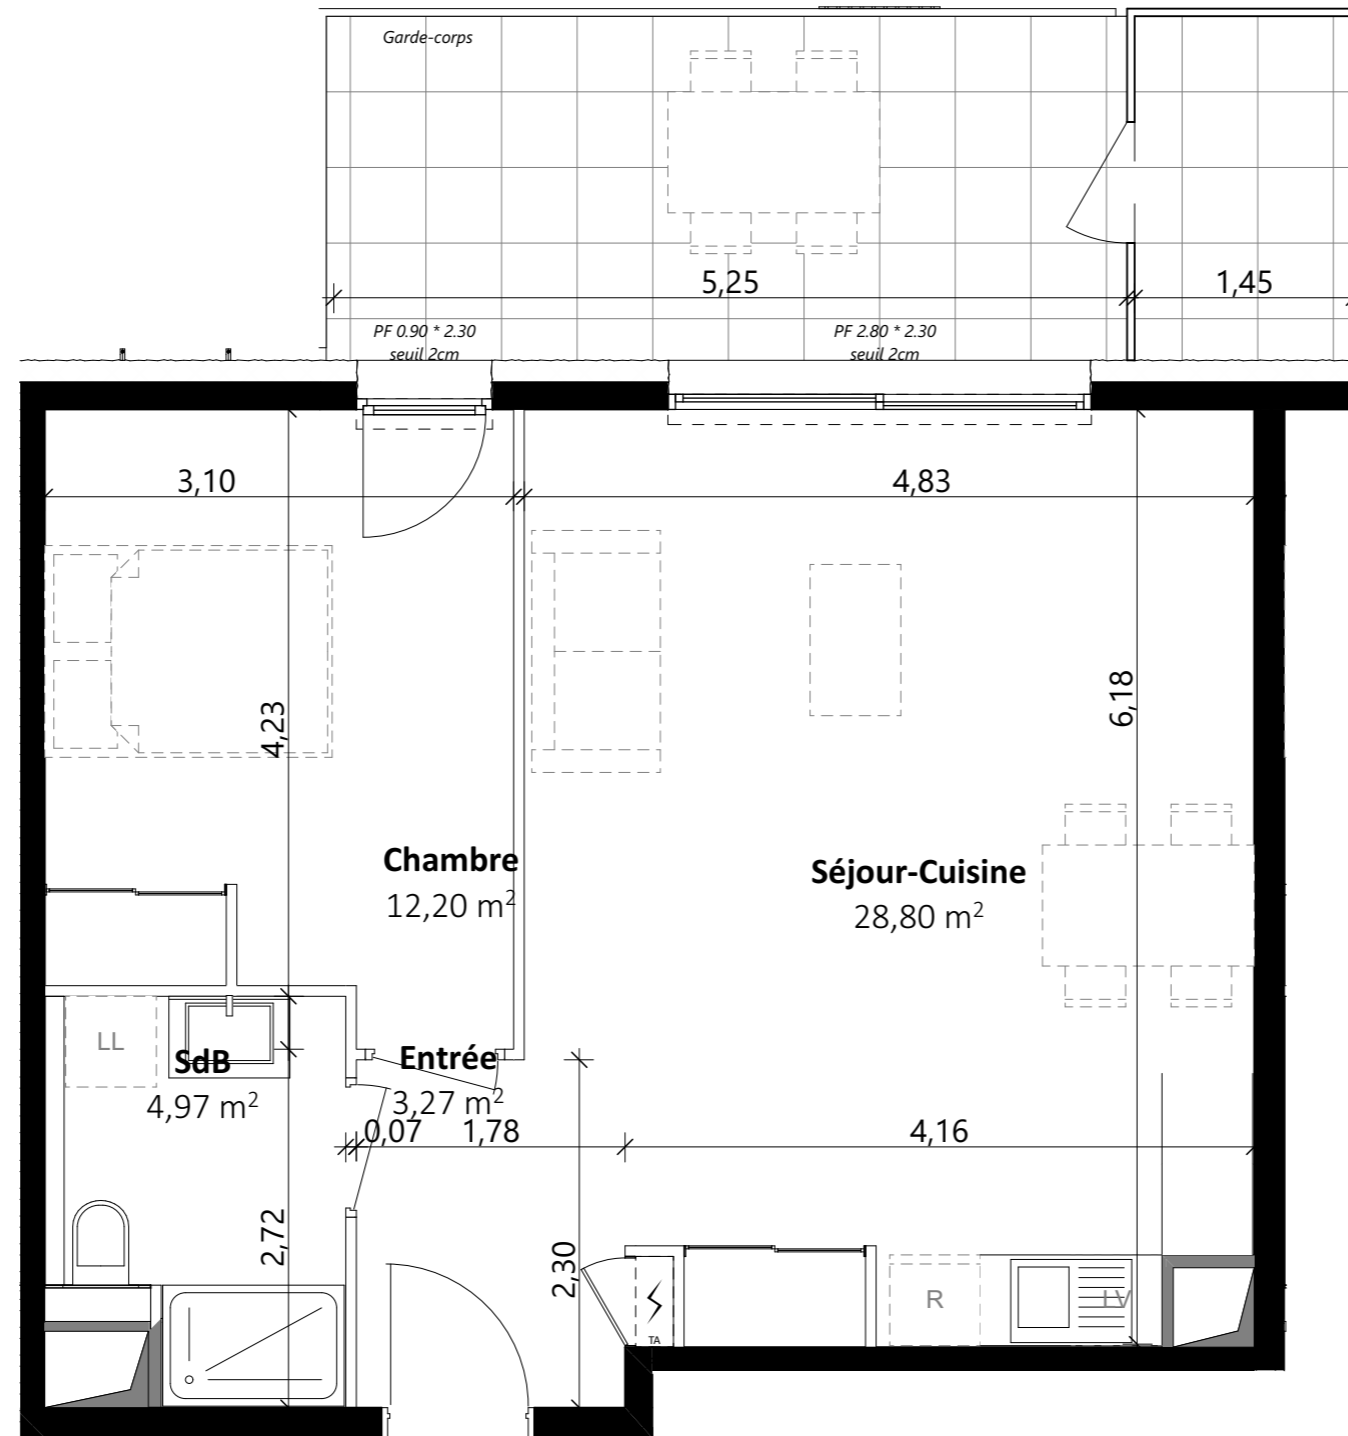 Garde-corps
5,25
1,45
PF 0.90 * 2.30
seuil 2cm
PF 2.80 * 2.30
seuil 2cm
3,10
4,83
4,23
6,18
Chambre
12,20 m²
Séjour-Cuisine
28,80 m²
LL
SdB
4,97 m²
Entrée
3,27 m²
0,07
1,78
4,16
2,72
2,30
R
LV
TA